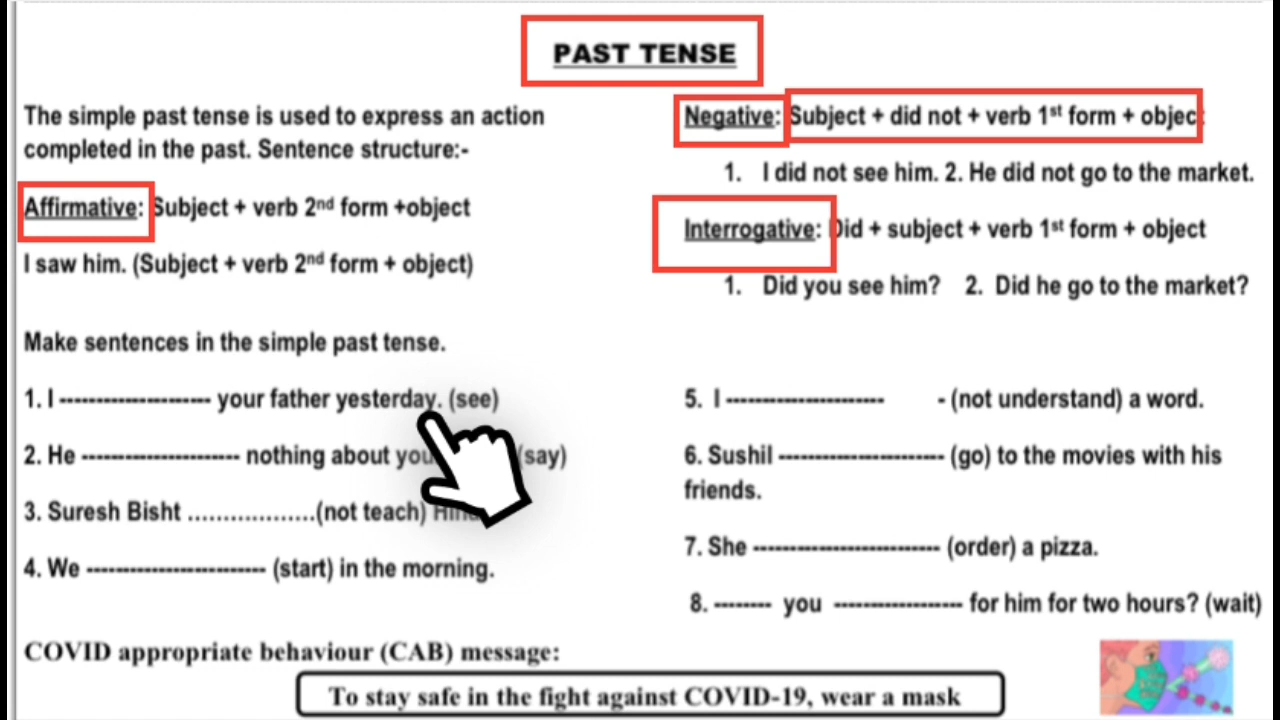 PAST TENSE
The simple past tense is used to express an action
completed in the past. Sentence structure:-
Affirmative: Subject + verb 2nd form +object
I saw him. (Subject + verb 2nd form + object)
Negative: Subject + did not + verb 1st form + objec
1. I did not see him. 2. He did not go to the market.
Interrogative: Did + subject + verb 1st form + object
1. Did you see him? 2. Did he go to the market?
Make sentences in the simple past tense.
1. I --------------------- your father yesterday. (see)
2. He ---------------------- nothing about (say)
3. Suresh Bisht ..................(not teach)
4. We ------------------------- (start) in the morning.
5. I ---------------------- - (not understand) a word.
6. Sushil ----------------------- (go) to the movies with his
friends.
7. She -------------------------- (order) a pizza.
8. -------- you ------------------ for him for two hours? (wait)
COVID appropriate behaviour (CAB) message:
To stay safe in the fight against COVID-19, wear a mask